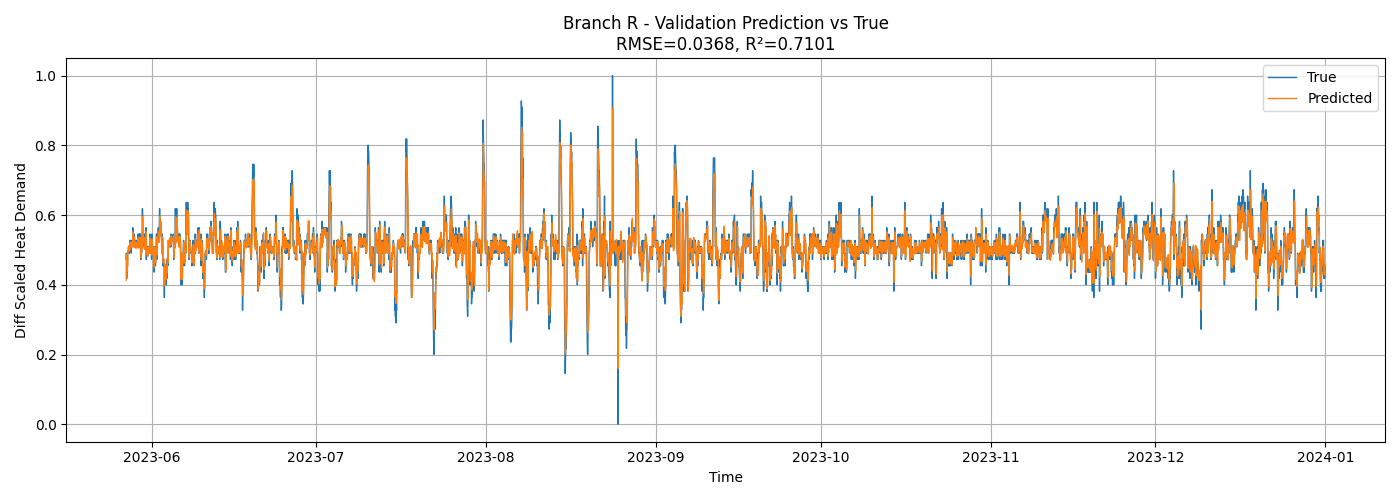 Branch R - Validation Prediction vs True
RMSE=0.0368, R²=0.7101
True
Predicted
Diff Scaled Heat Demand
1.0
0.8
0.6
0.4
0.2
0.0
2023-06
2023-07
2023-08
2023-09
2023-10
2023-11
2023-12
2024-01
Time